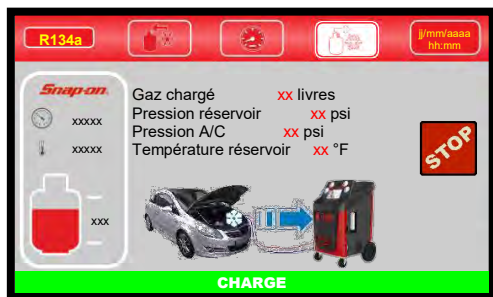 R134a
jj/mm/aaaa
hh:mm
Snap-on
xxxxx
xxxxx
xxx
Gaz chargé xx livres
Pression réservoir xx psi
Pression A/C xx psi
Température réservoir xx °F
STOP
CHARGE